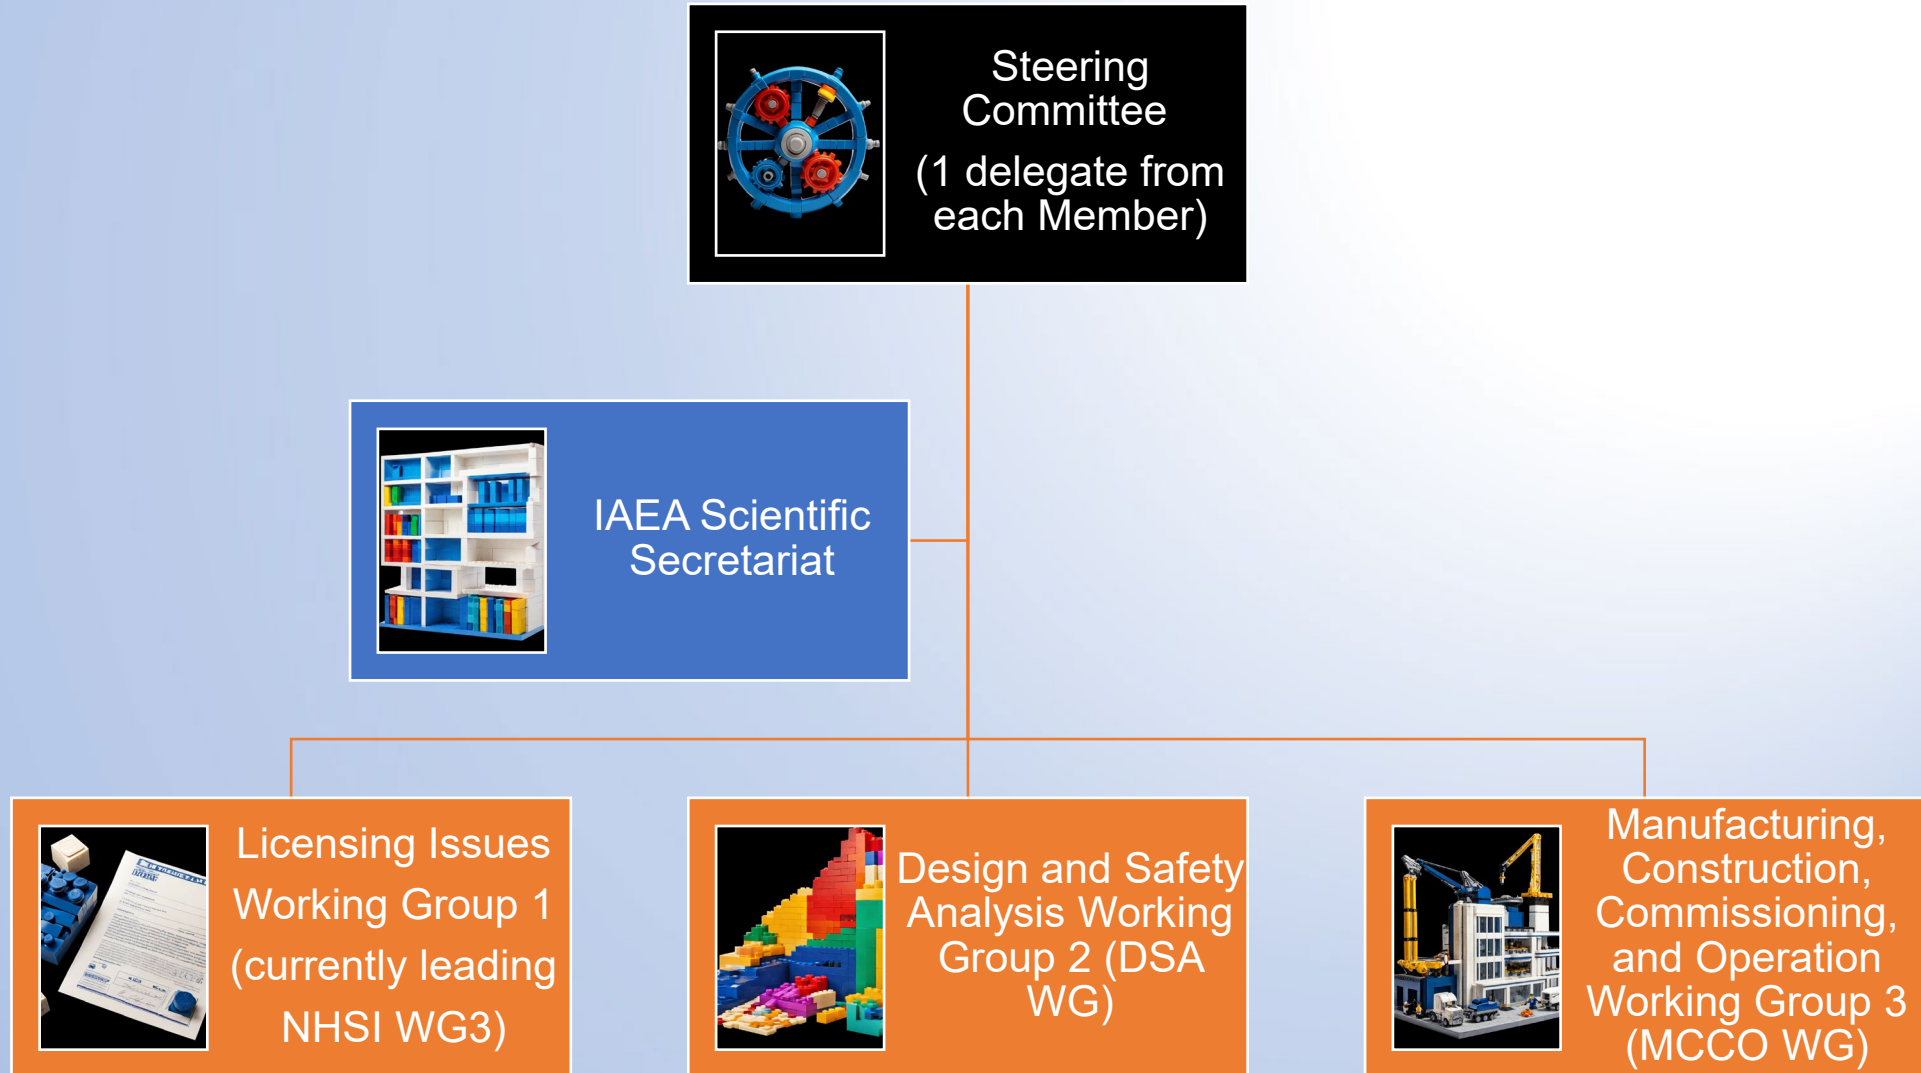 Steering
Committee
(1 delegate from
each Member)
IAEA Scientific
Secretariat
Licensing Issues
Working Group 1
(currently leading
NHSI WG3)
Design and Safety
Analysis Working
Group 2 (DSA
WG)
Manufacturing,
Construction,
Commissioning,
and Operation
Working Group 3
(MCCO WG)